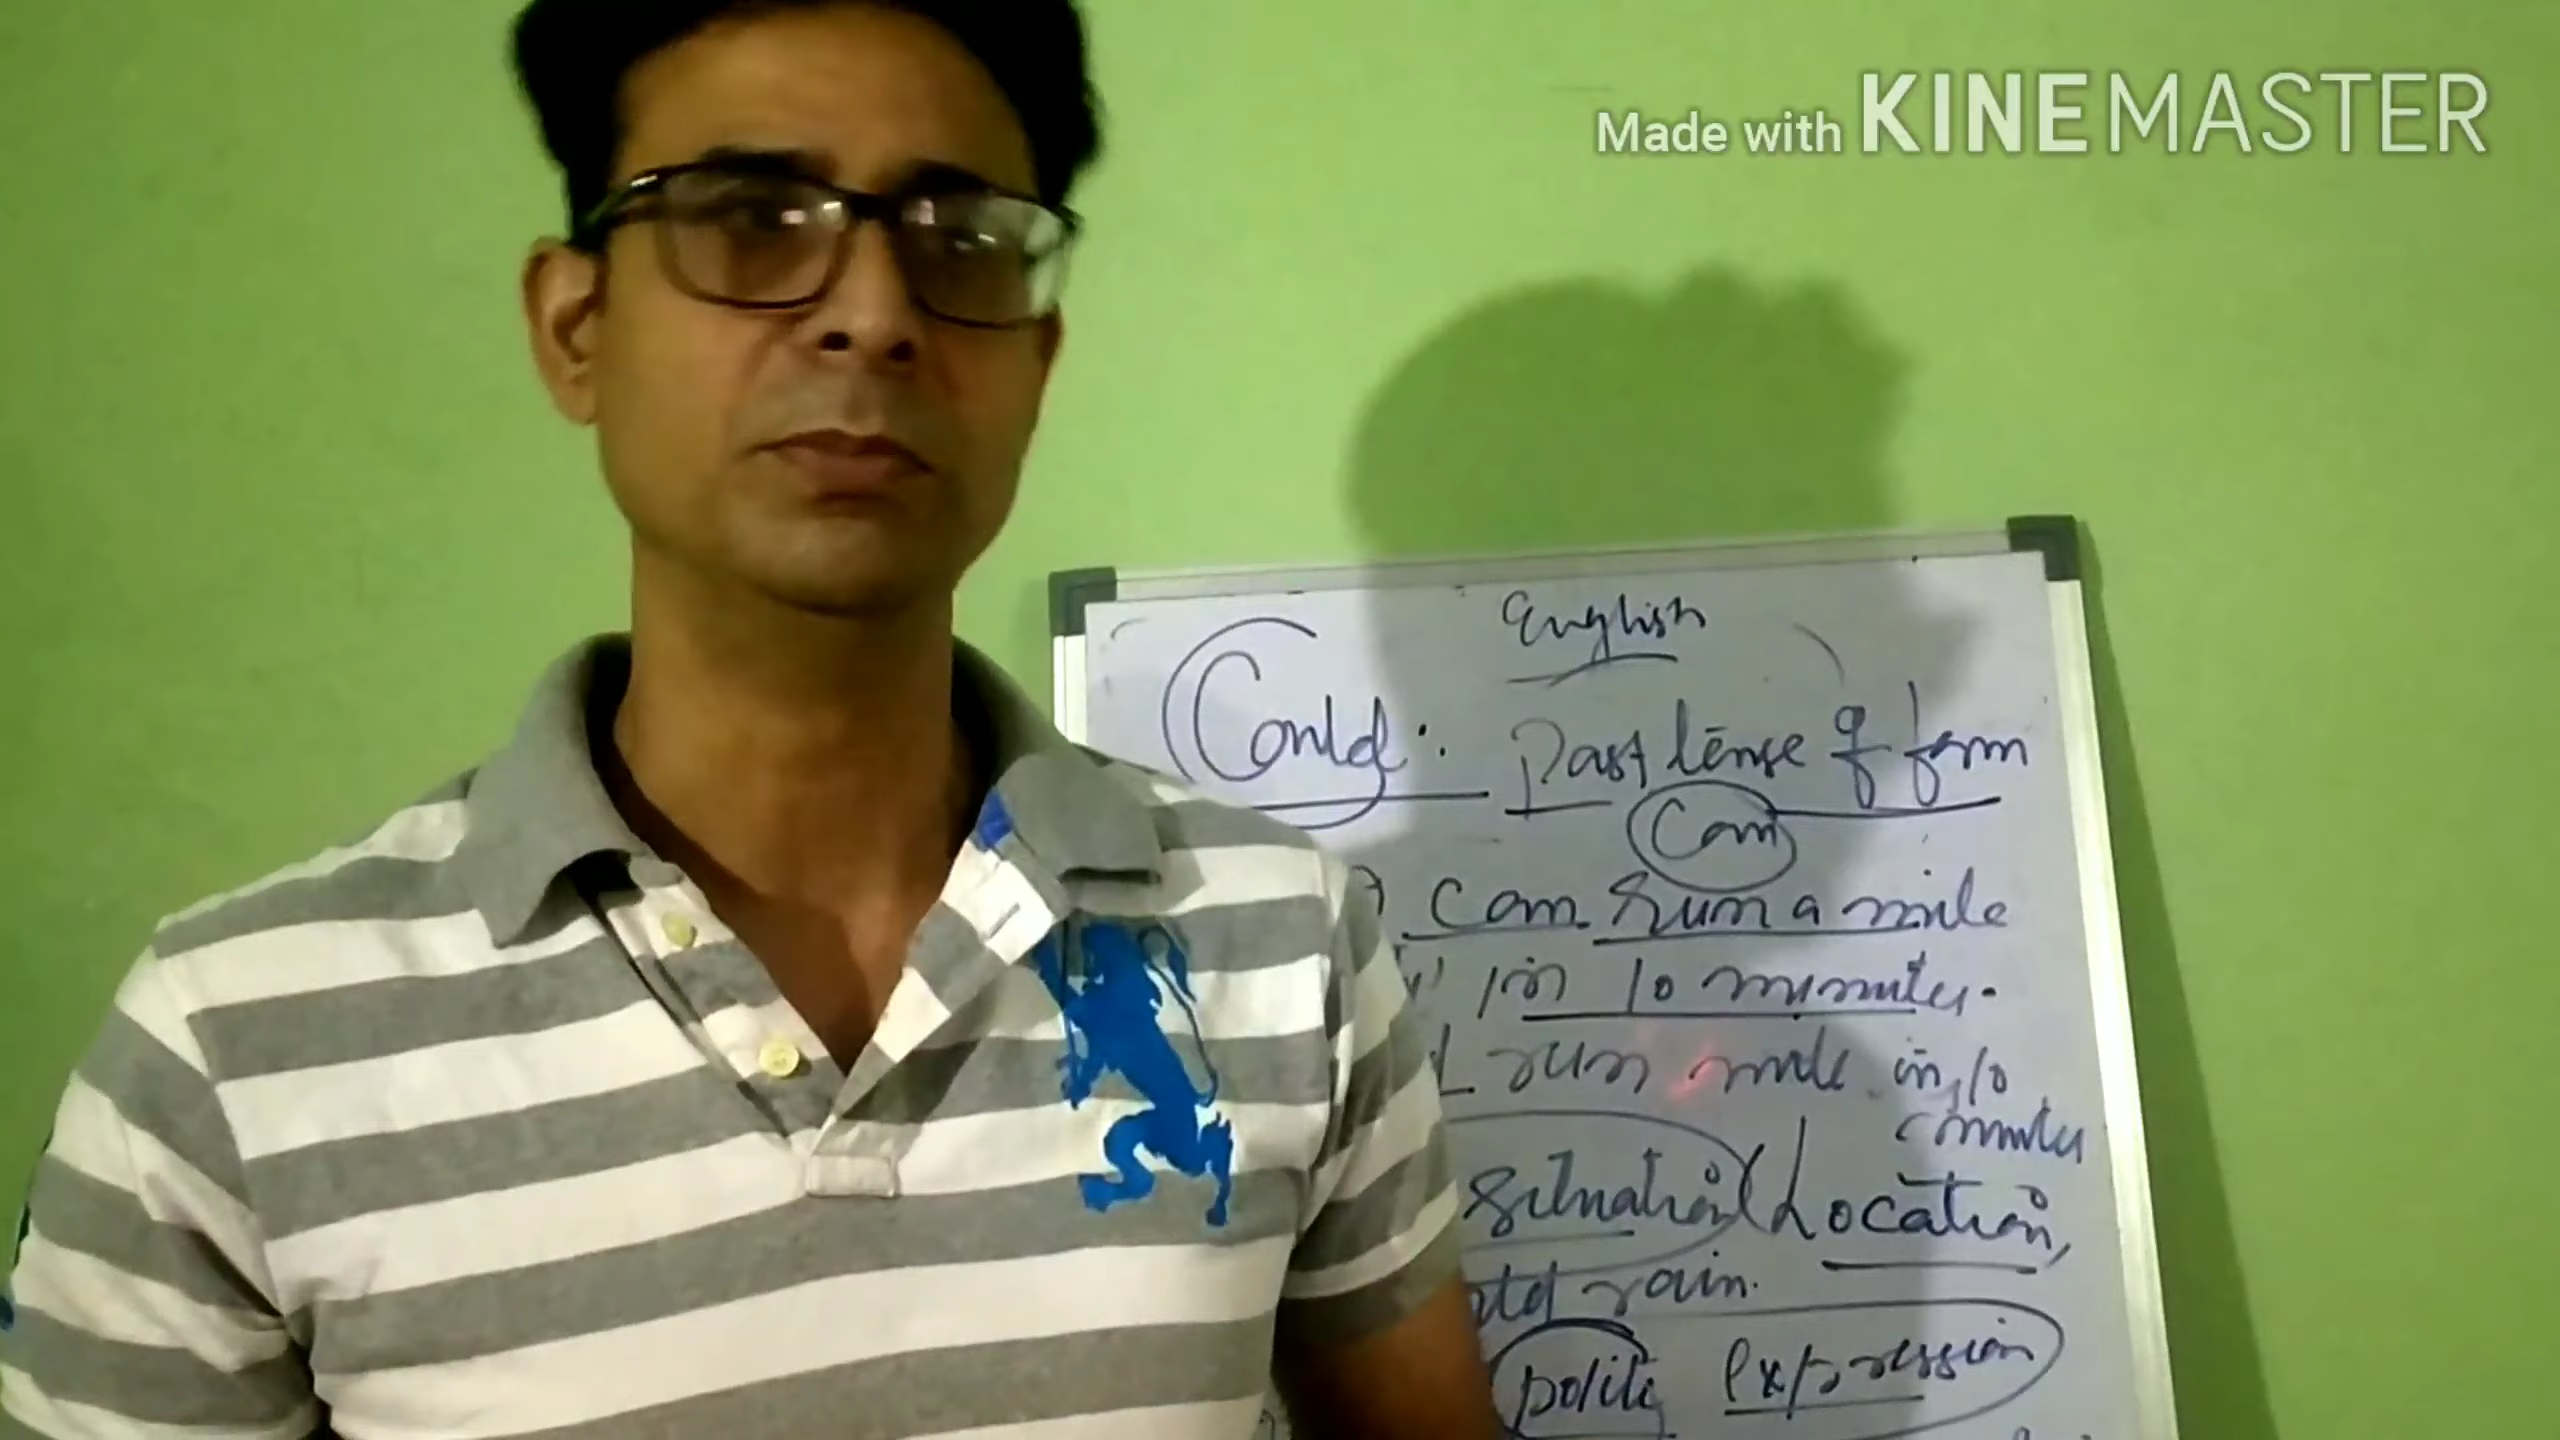 Made with KINEMASTER
English
Could : Past tense of form
Can
can run a mile
in 10 minutes.
run mile in 10
minutes
situation (Location,
rain.
polite expression